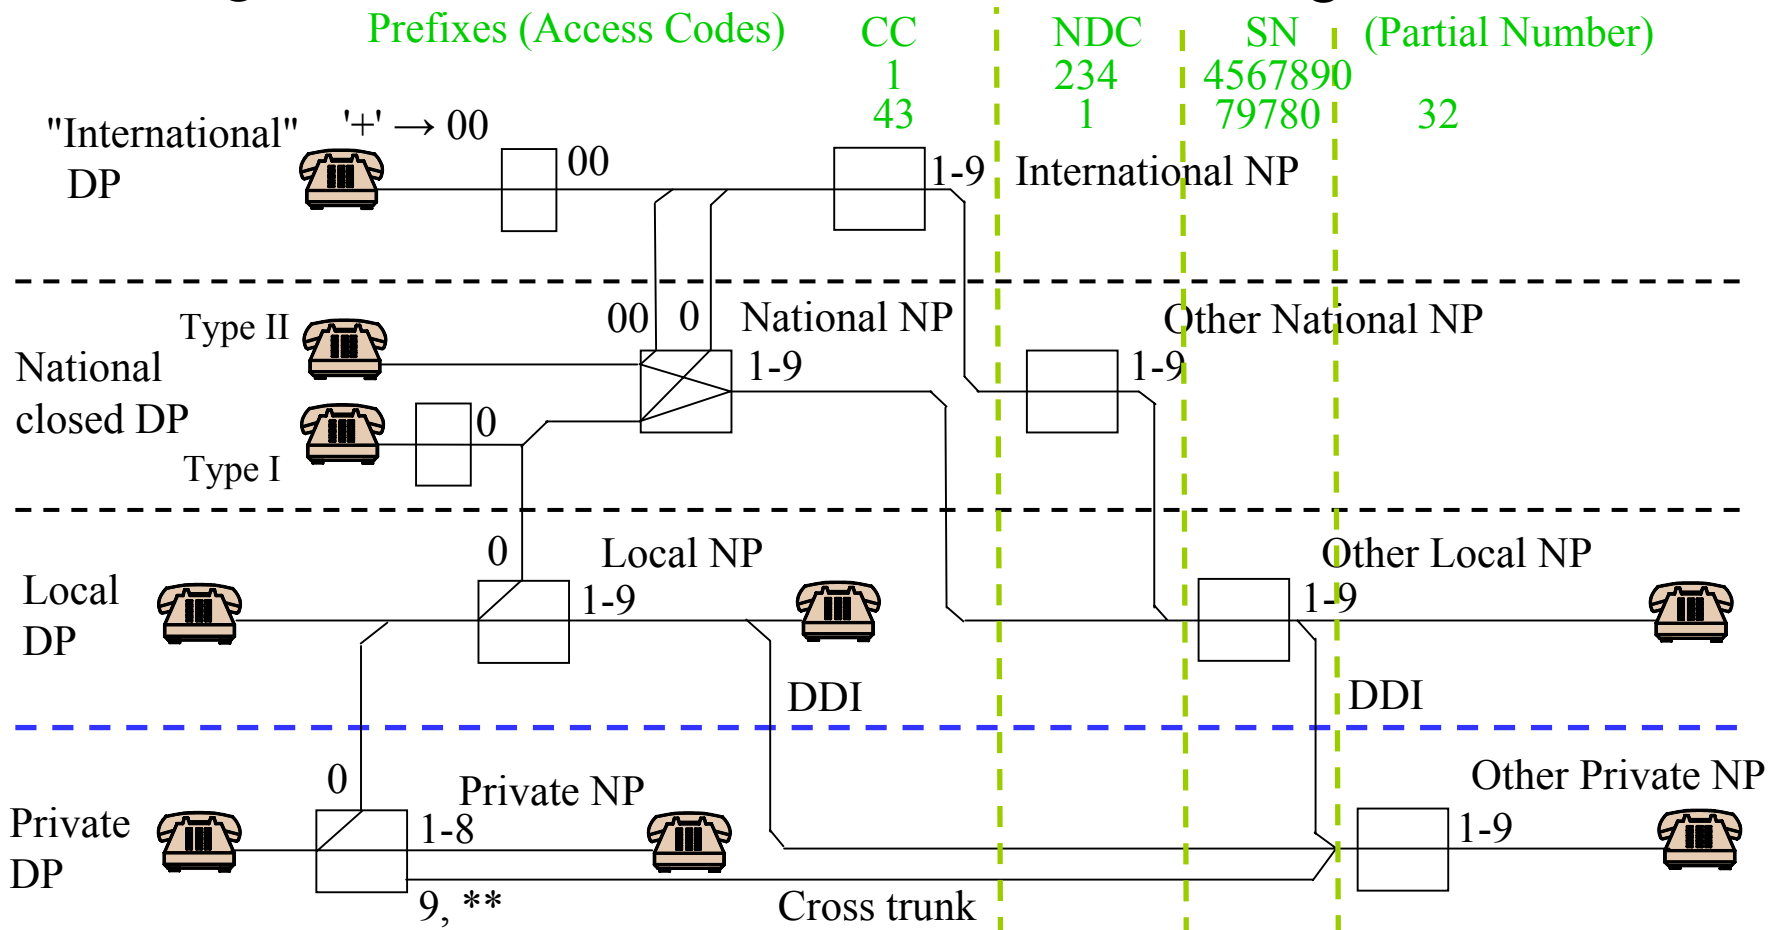 Prefixes (Access Codes) CC NDC SN (Partial Number)
1 234 4567890
43 1 79780 32
"International" DP
'+' → 00
00
1-9
International NP
Type II
00
0
National NP
Other National NP
1-9
1-9
National closed DP
0
Type I
0
Local NP
Other Local NP
Local DP
1-9
1-9
DDI
DDI
0
Private NP
Other Private NP
Private DP
1-8
1-9
9, **
Cross trunk